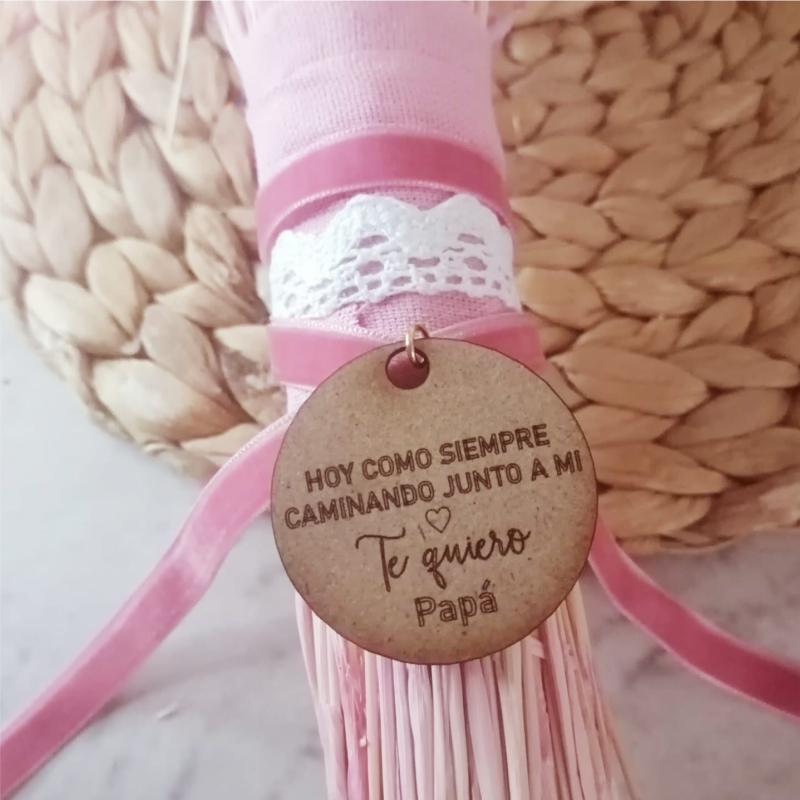 HOY COMO SIEMPRE
CAMINANDO JUNTO A MI
Te quiero
Papá